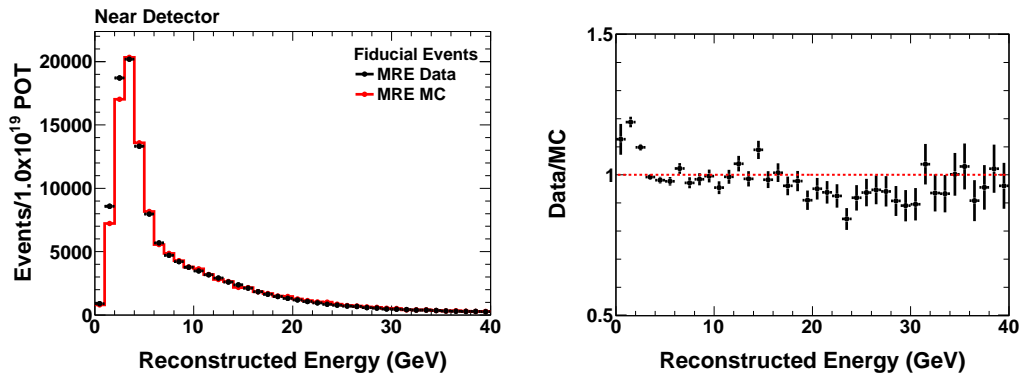 Near Detector
Events/1.0x10^19 POT
20000
15000
10000
5000
0
Fiducial Events
MRE Data
MRE MC
0 10 20 30 40
Reconstructed Energy (GeV)
Data/MC
1.5
1
0.5
0 10 20 30 40
Reconstructed Energy (GeV)